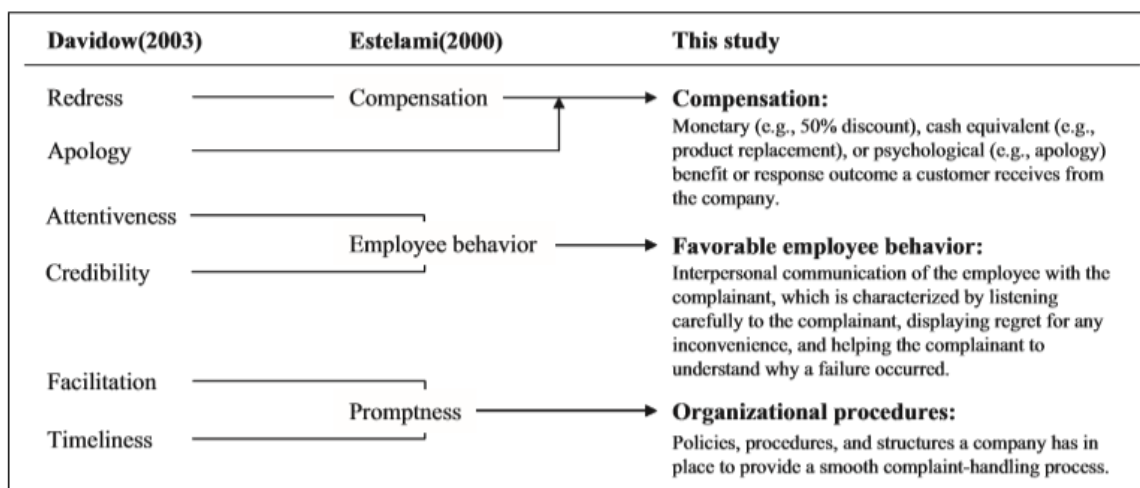 Davidow(2003) Estelami(2000) This study
Redress Compensation Compensation:
Monetary (e.g., 50% discount), cash equivalent (e.g.,
product replacement), or psychological (e.g., apology)
benefit or response outcome a customer receives from
the company.
Apology
Attentiveness
Employee behavior Favorable employee behavior:
Credibility
Interpersonal communication of the employee with the
complainant, which is characterized by listening
carefully to the complainant, displaying regret for any
inconvenience, and helping the complainant to
understand why a failure occurred.
Facilitation
Promptness Organizational procedures:
Timeliness
Policies, procedures, and structures a company has in
place to provide a smooth complaint-handling process.